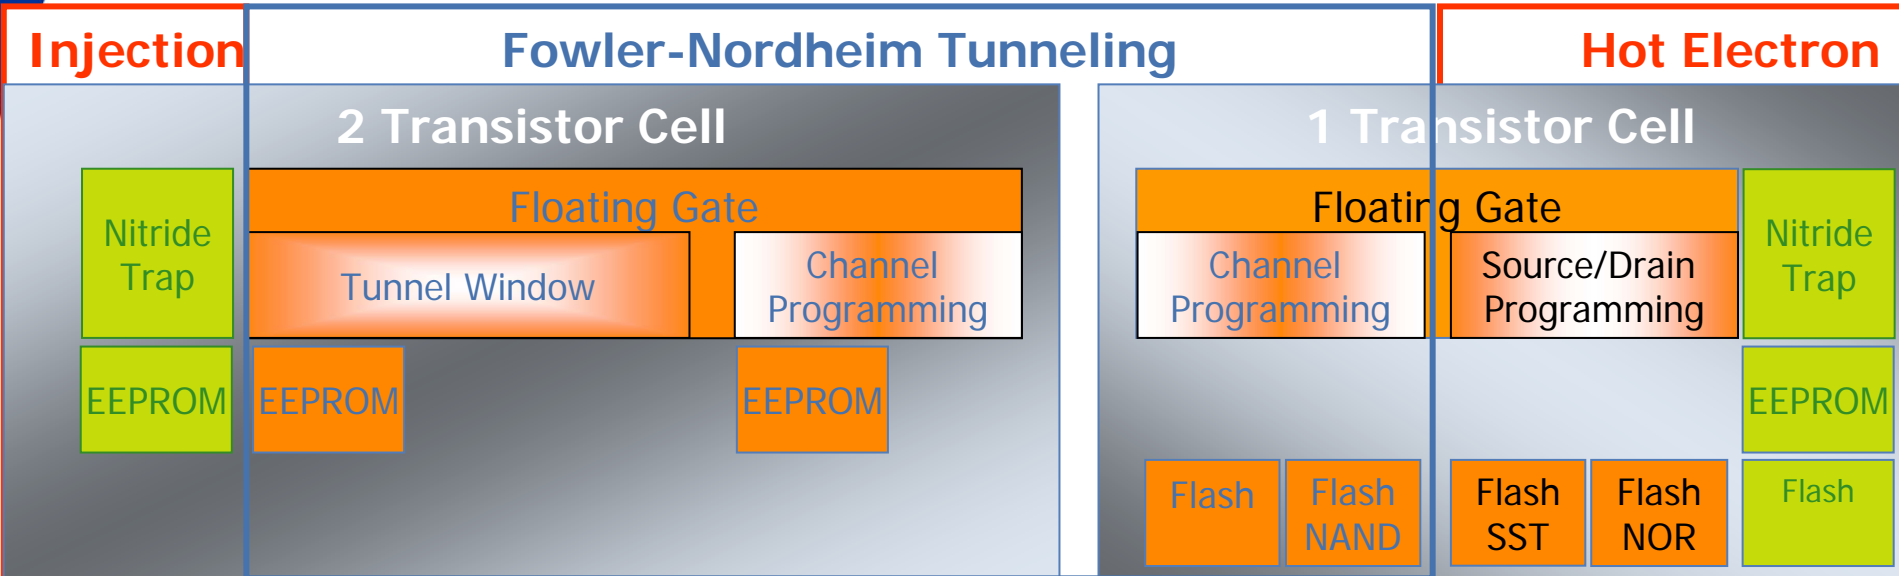 Injection
Fowler-Nordheim Tunneling
Hot Electron
2 Transistor Cell
1 Transistor Cell
Nitride
Trap
Floating Gate
Tunnel Window
Channel
Programming
Floating Gate
Channel
Programming
Source/Drain
Programming
Nitride
Trap
EEPROM
EEPROM
EEPROM
EEPROM
Flash
Flash
NAND
Flash
SST
Flash
NOR
Flash